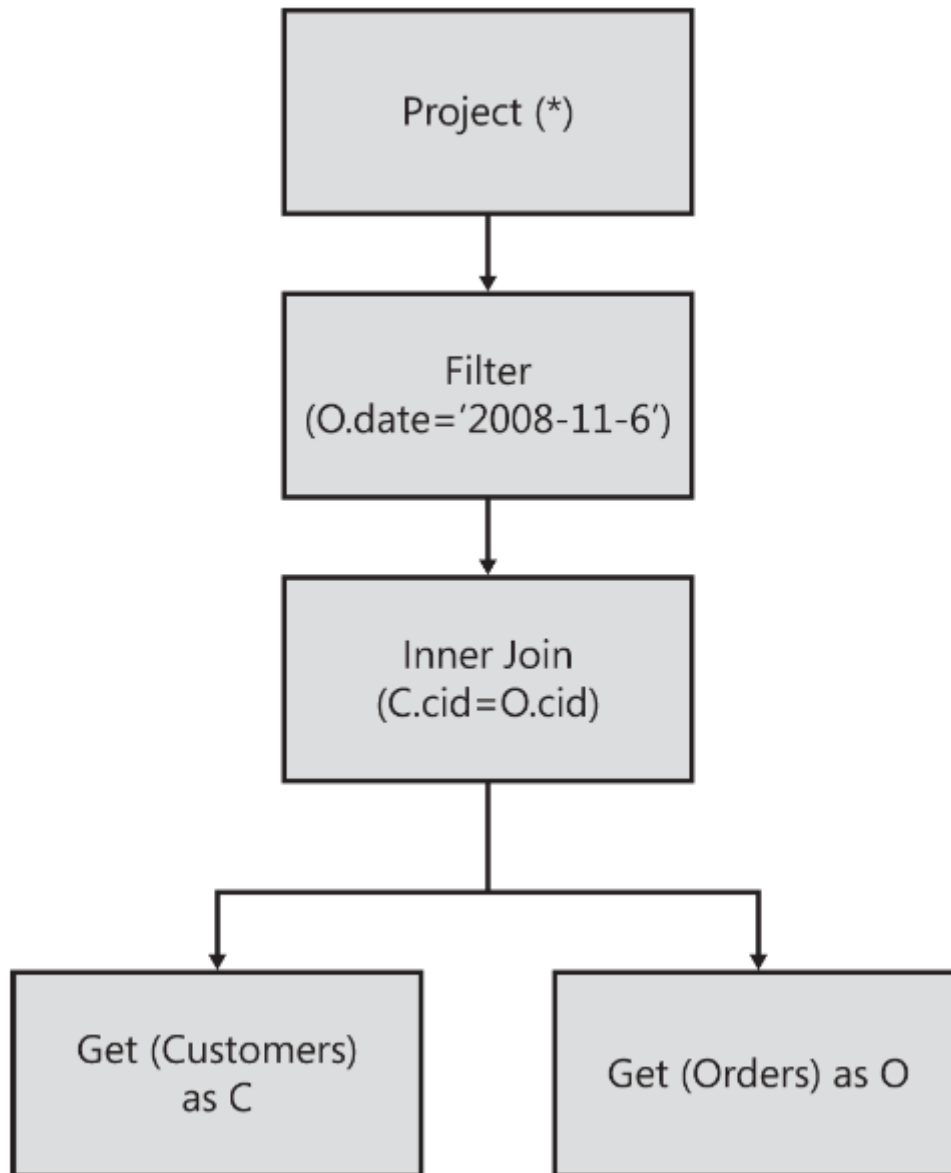 Project (*)
Filter
(O.date=‘2008-11-6’)
Inner Join
(C.cid=O.cid)
Get (Customers)
as C
Get (Orders) as O